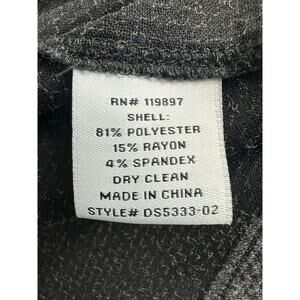 RN# 119897
SHELL:
81% POLYESTER
15% RAYON
4% SPANDEX
DRY CLEAN
MADE IN CHINA
STYLE# DS5333-02